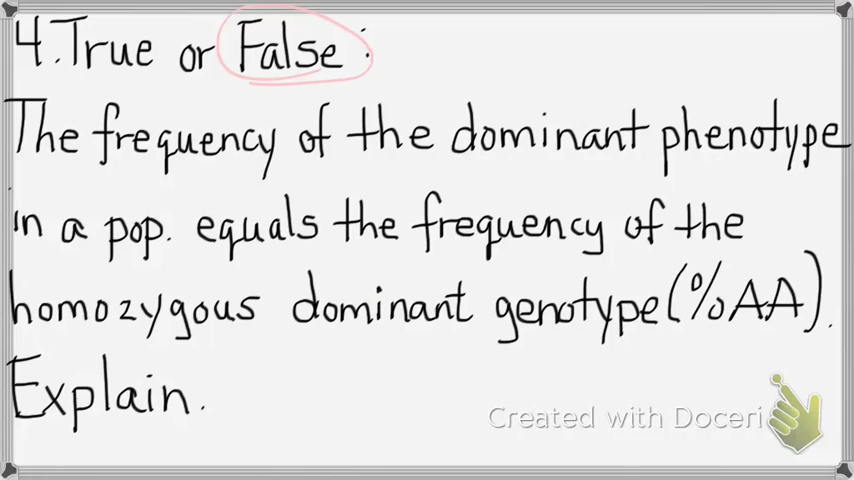 4. True or False:
The frequency of the dominant phenotype
in a pop. equals the frequency of the
homozygous dominant genotype (% AA).
Explain.
Created with Doceri